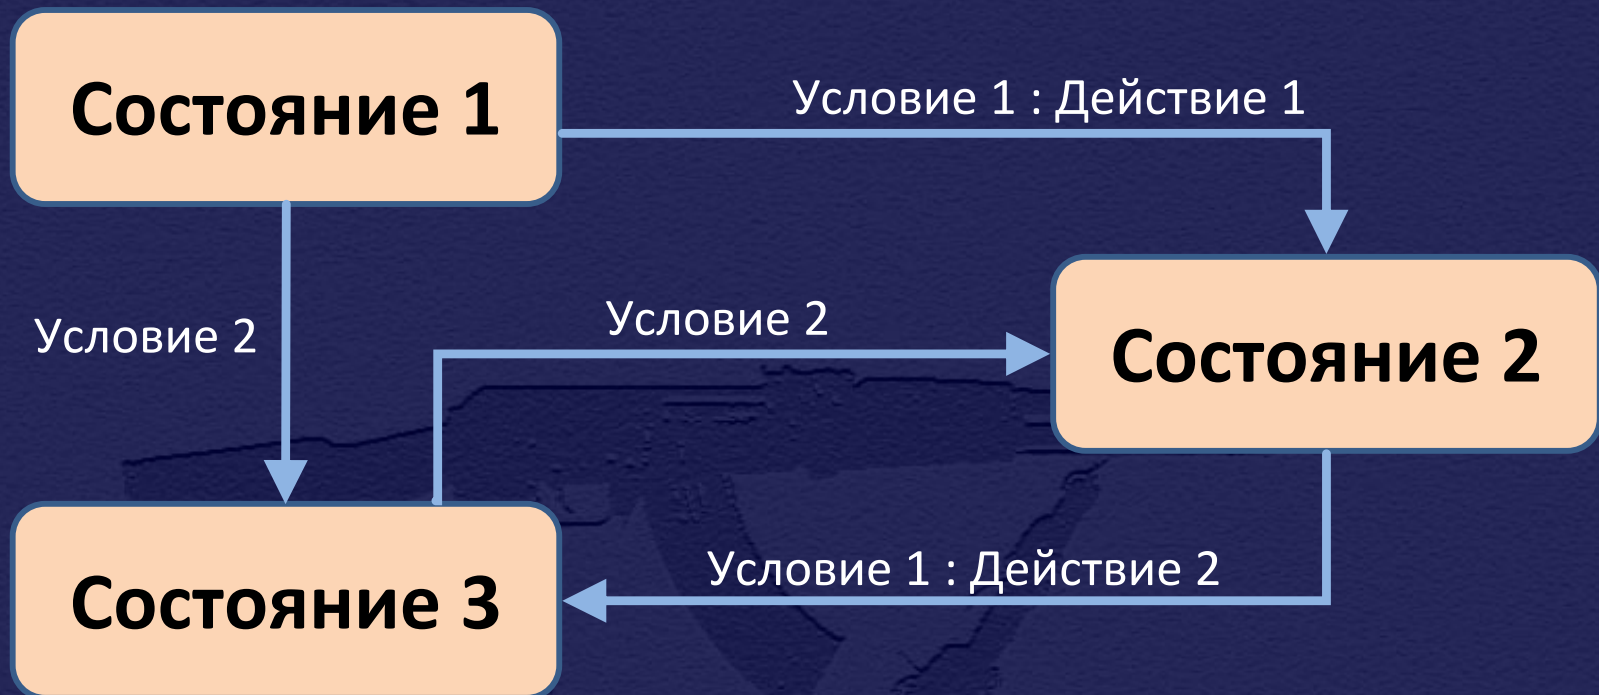 Состояние 1
Условие 1 : Действие 1
Условие 2
Условие 2
Состояние 2
Условие 1 : Действие 2
Состояние 3